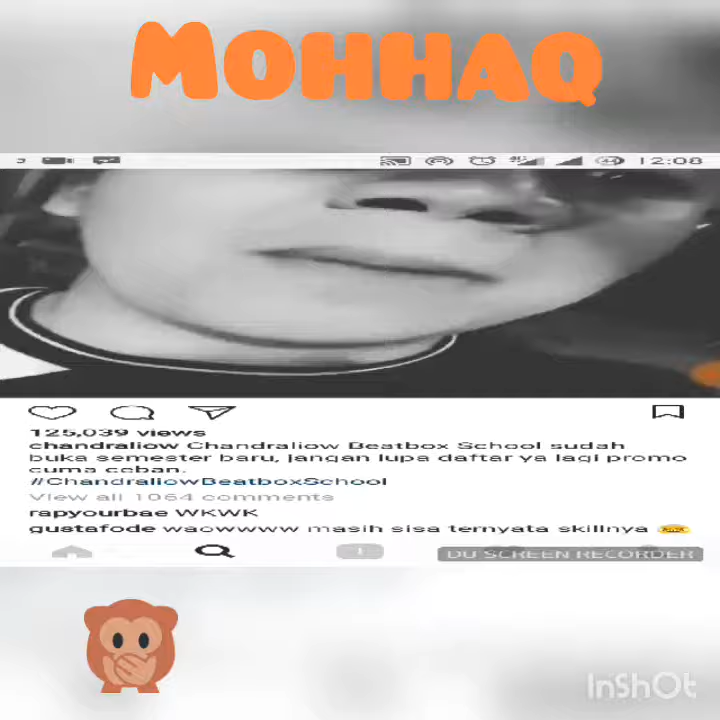 MOHHAQ
12:08
125,039 views
chandraliow Chandraliow Beatbox School sudah
buka semester baru, jangan lupa daftar ya lagi promo
cuma ceban.
#ChandraliowBeatboxSchool
View all 1064 comments
rapyourbae WKWK
gustafode waowwww masih sisa ternyata skillnya
DU SCREEN RECORDER
InShOt